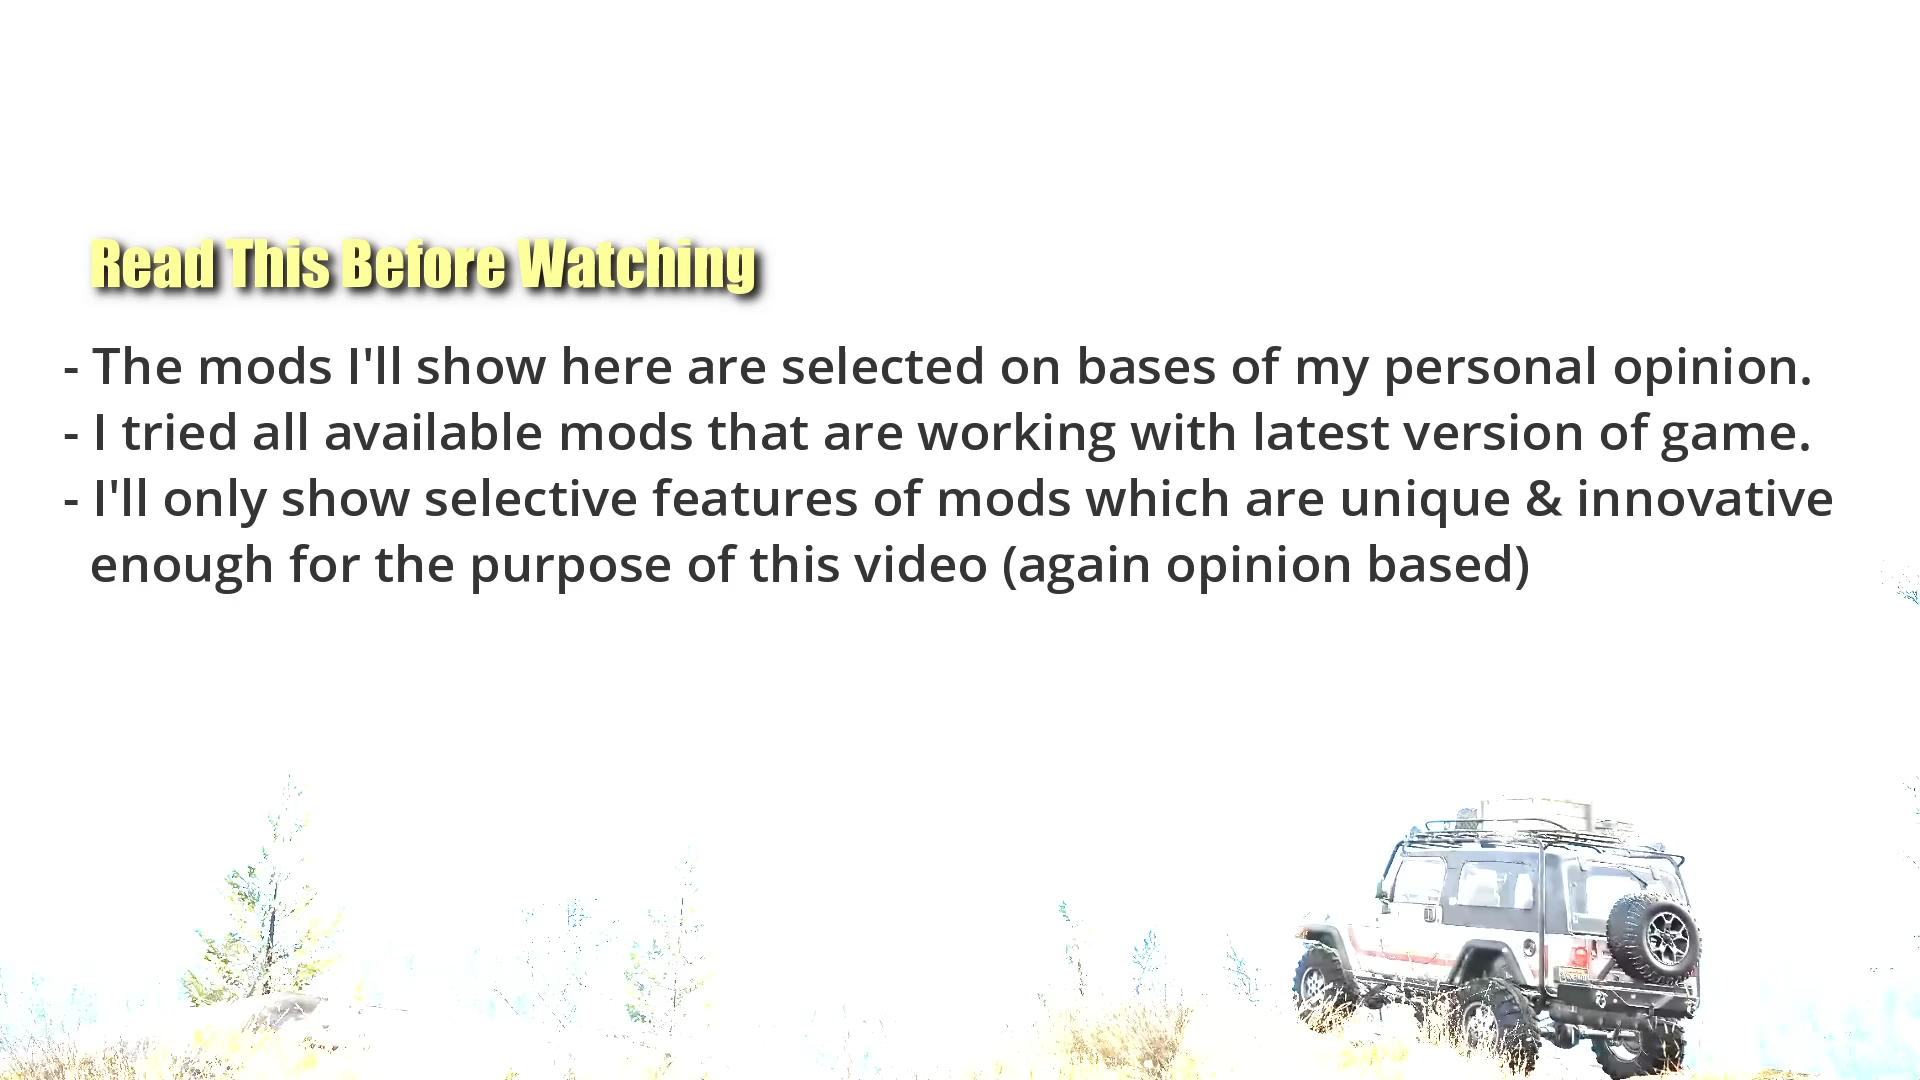 Read This Before Watching
- The mods I'll show here are selected on bases of my personal opinion.
- I tried all available mods that are working with latest version of game.
- I'll only show selective features of mods which are unique & innovative
enough for the purpose of this video (again opinion based)